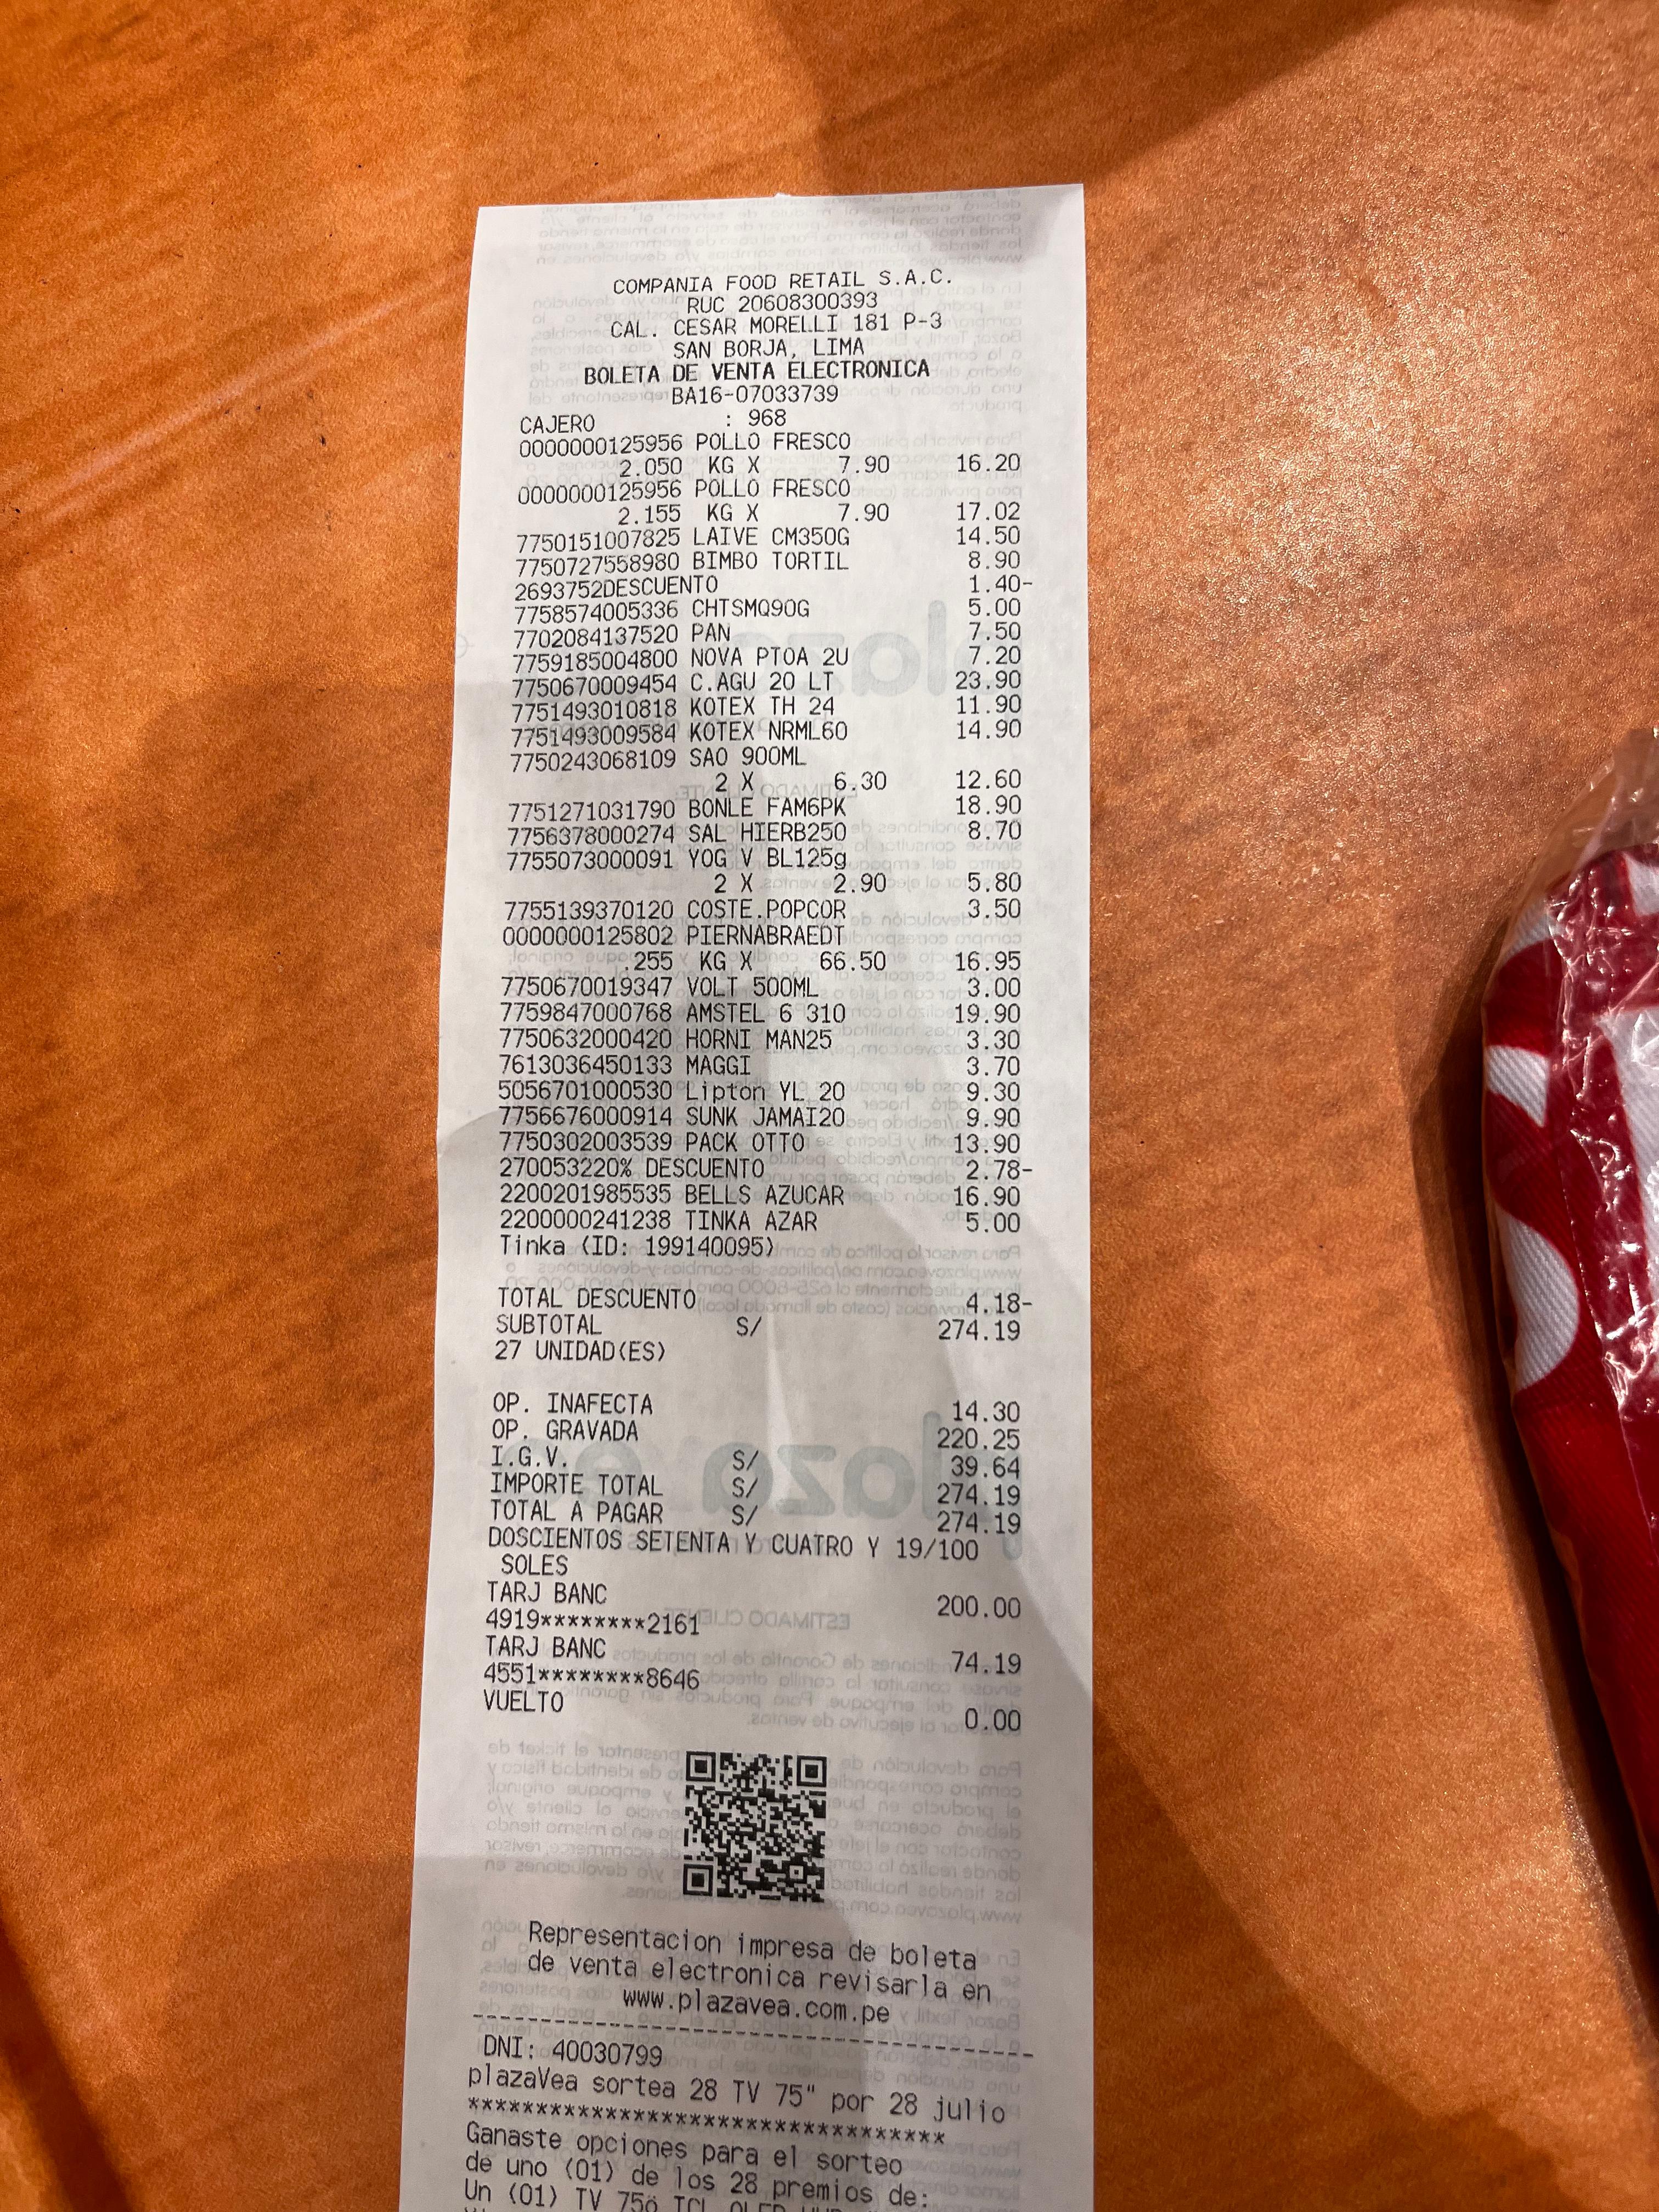 COMPANIA FOOD RETAIL S.A.C.
RUC 20608300393
CAL. CESAR MORELLI 181 P-3
SAN BORJA, LIMA
BOLETA DE VENTA ELECTRONICA
BA16-07033739
CAJERO : 968
0000000125956 POLLO FRESCO
2.050 KG X 7.90 16.20
0000000125956 POLLO FRESCO
2.155 KG X 7.90 17.02
7750151007825 LAIVE CM350G 14.50
7750727558980 BIMBO TORTIL 8.90
2693752DESCUENTO 1.40-
7758574005336 CHTSMQ90G 5.00
7702084137520 PAN 7.50
7759185004800 NOVA PTOA 2U 7.20
7750670009454 C.AGU 20 LT 23.90
7751493010818 KOTEX TH 24 11.90
7751493009584 KOTEX NRML60 14.90
7750243068109 SAO 900ML
2 X 6.30 12.60
7751271031790 BONLE FAM6PK 18.90
7756378000274 SAL HIERB250 8.70
7755073000091 YOG V BL125g
2 X 2.90 5.80
7755139370120 COSTE.POPCOR 3.50
0000000125802 PIERNABRAEDT
.255 KG X 66.50 16.95
7750670019347 VOLT 500ML 3.00
7759847000768 AMSTEL 6 310 19.90
7750632000420 HORNI MAN25 3.30
7613036450133 MAGGI 3.70
5056701000530 Lipton YL 20 9.30
7756676000914 SUNK JAMAI20 9.90
7750302003539 PACK OTTO 13.90
270053220% DESCUENTO 2.78-
2200201985535 BELLS AZUCAR 16.90
2200000241238 TINKA AZAR 5.00
Tinka (ID: 199140095)
TOTAL DESCUENTO 4.18-
SUBTOTAL S/ 274.19
27 UNIDAD(ES)
OP. INAFECTA 14.30
OP. GRAVADA 220.25
I.G.V. S/ 39.64
IMPORTE TOTAL S/ 274.19
TOTAL A PAGAR S/ 274.19
DOSCIENTOS SETENTA Y CUATRO Y 19/100
SOLES
TARJ BANC 200.00
4919********2161
TARJ BANC 74.19
4551********8646
VUELTO 0.00
Representacion impresa de boleta
de venta electronica revisarla en
www.plazavea.com.pe
DNI: 40030799
plazaVea sortea 28 TV 75" por 28 julio
***********************************
Ganaste opciones para el sorteo
de uno (01) de los 28 premios de:
Un (01) TV 75ö TCL